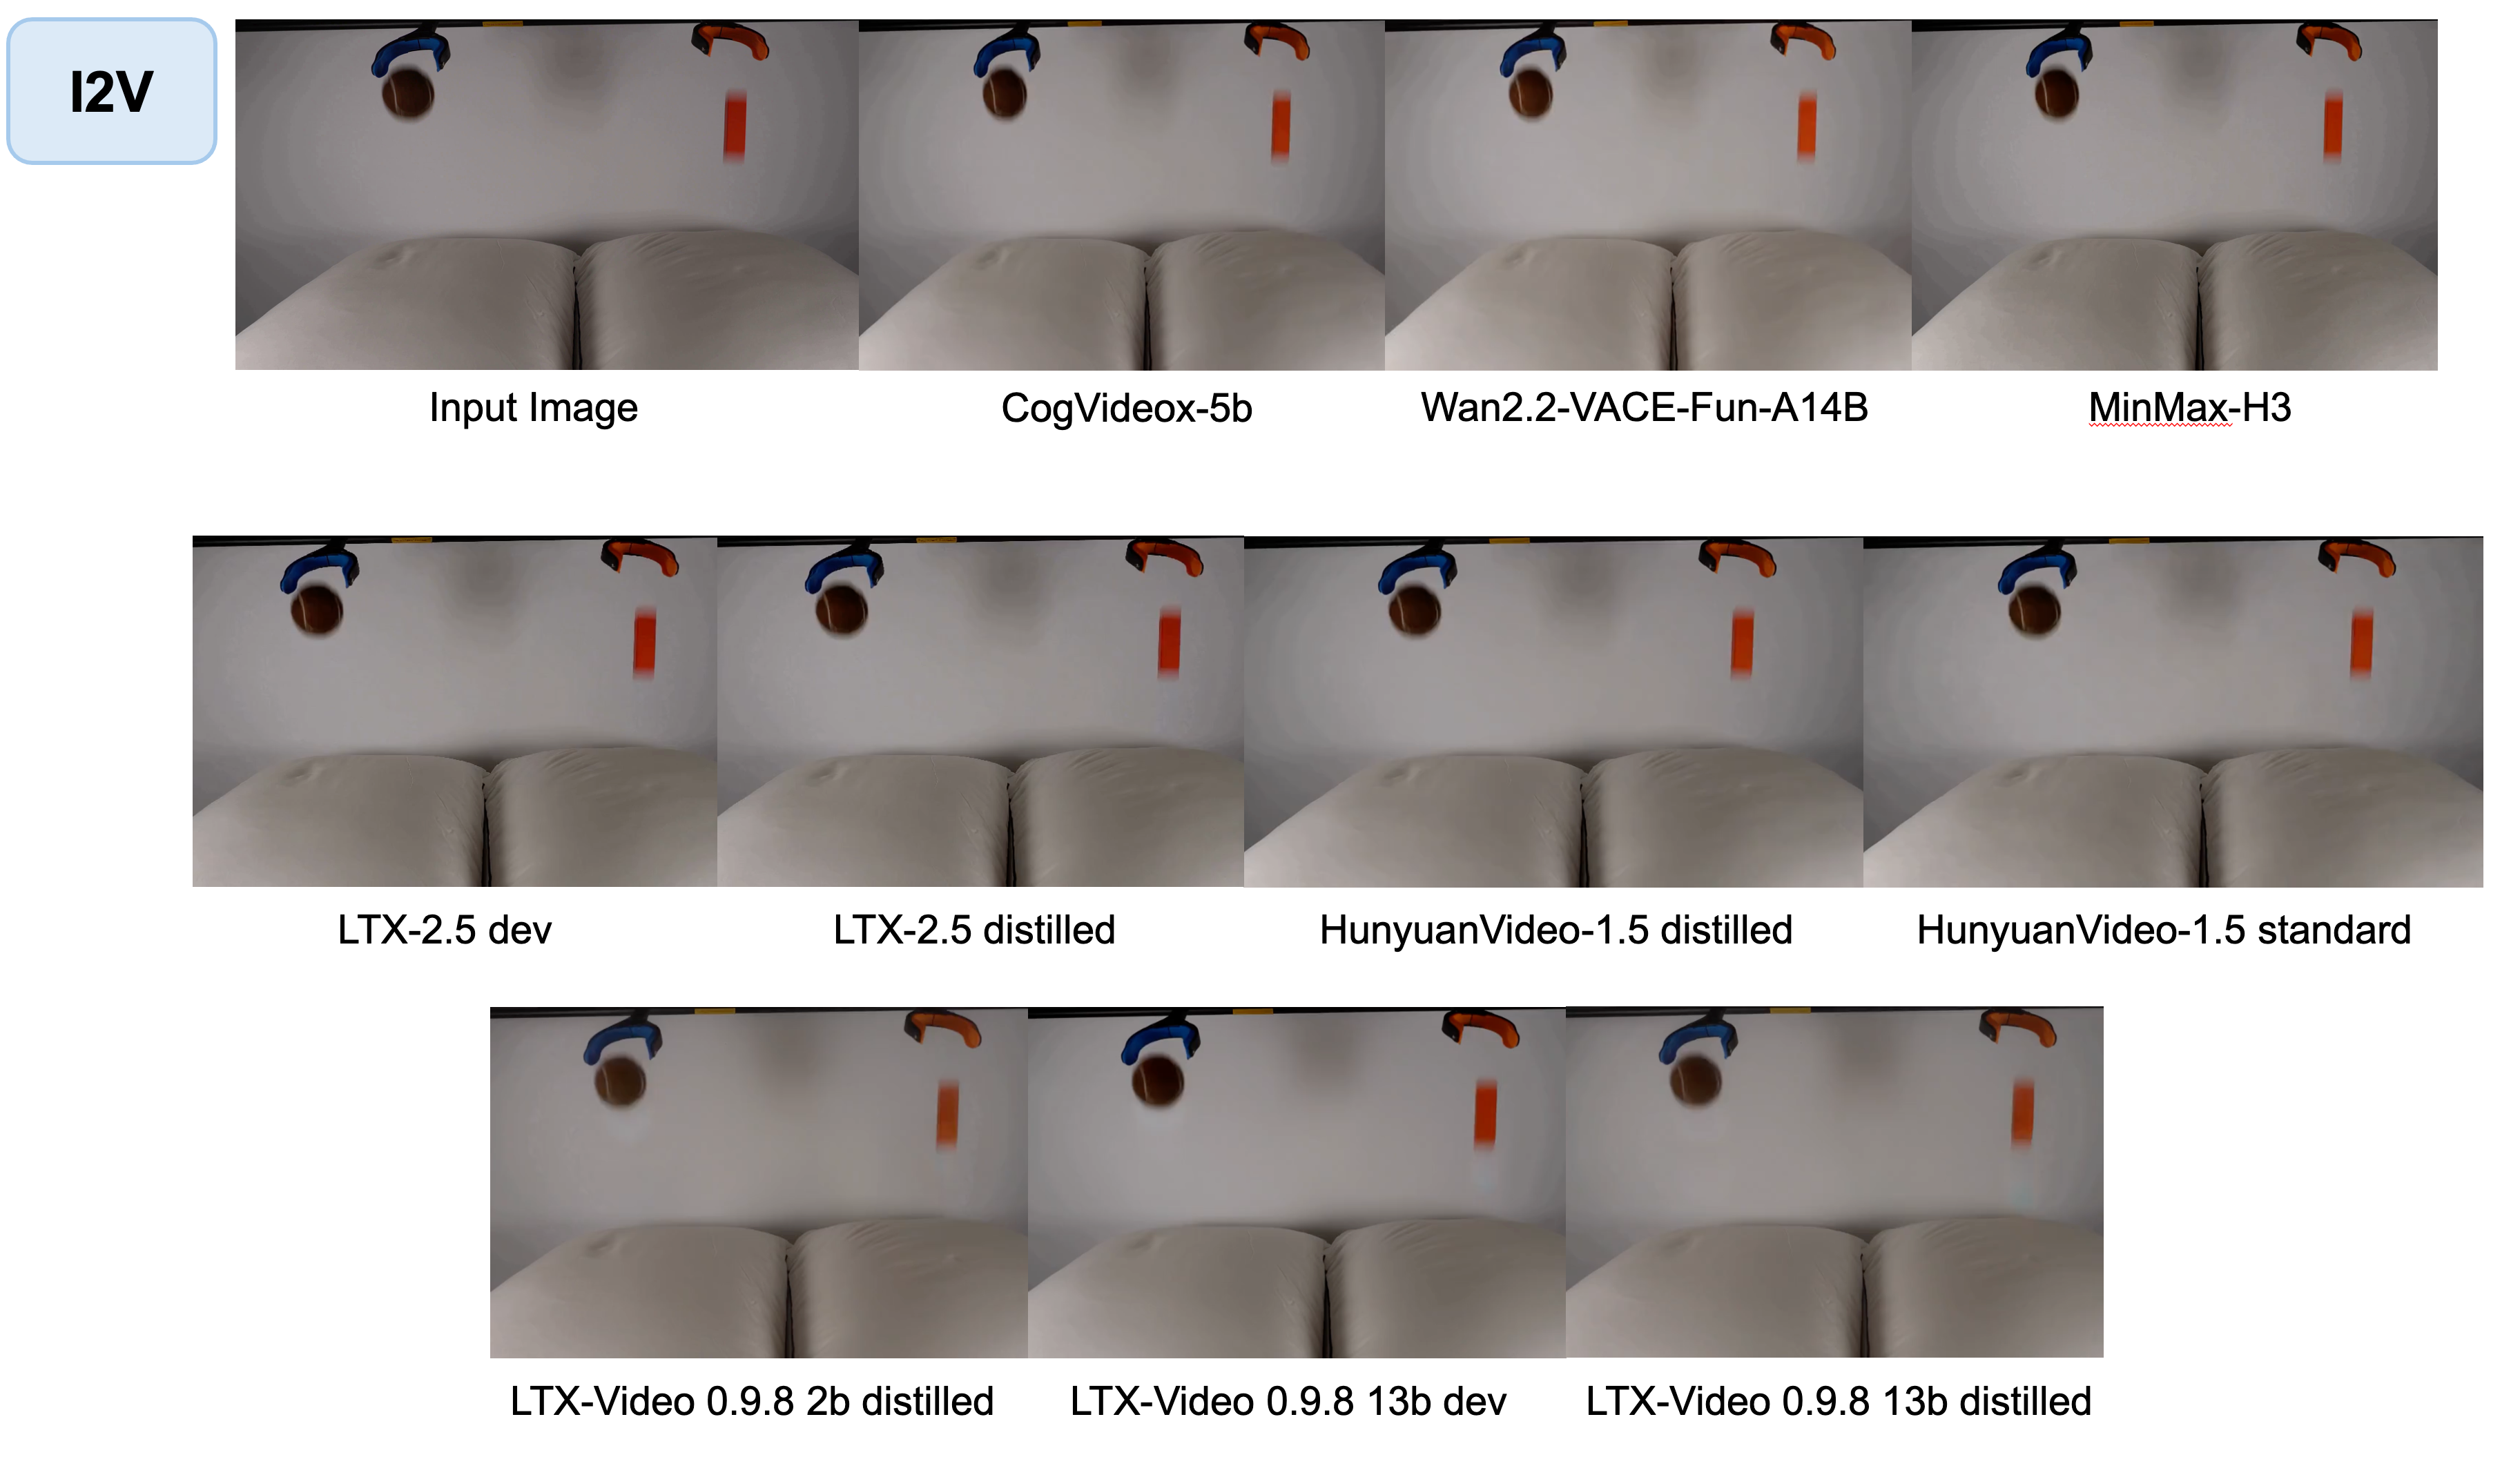 I2V
Input Image
CogVideox-5b
Wan2.2-VACE-Fun-A14B
MinMax-H3
LTX-2.5 dev
LTX-2.5 distilled
HunyuanVideo-1.5 distilled
HunyuanVideo-1.5 standard
LTX-Video 0.9.8 2b distilled
LTX-Video 0.9.8 13b dev
LTX-Video 0.9.8 13b distilled